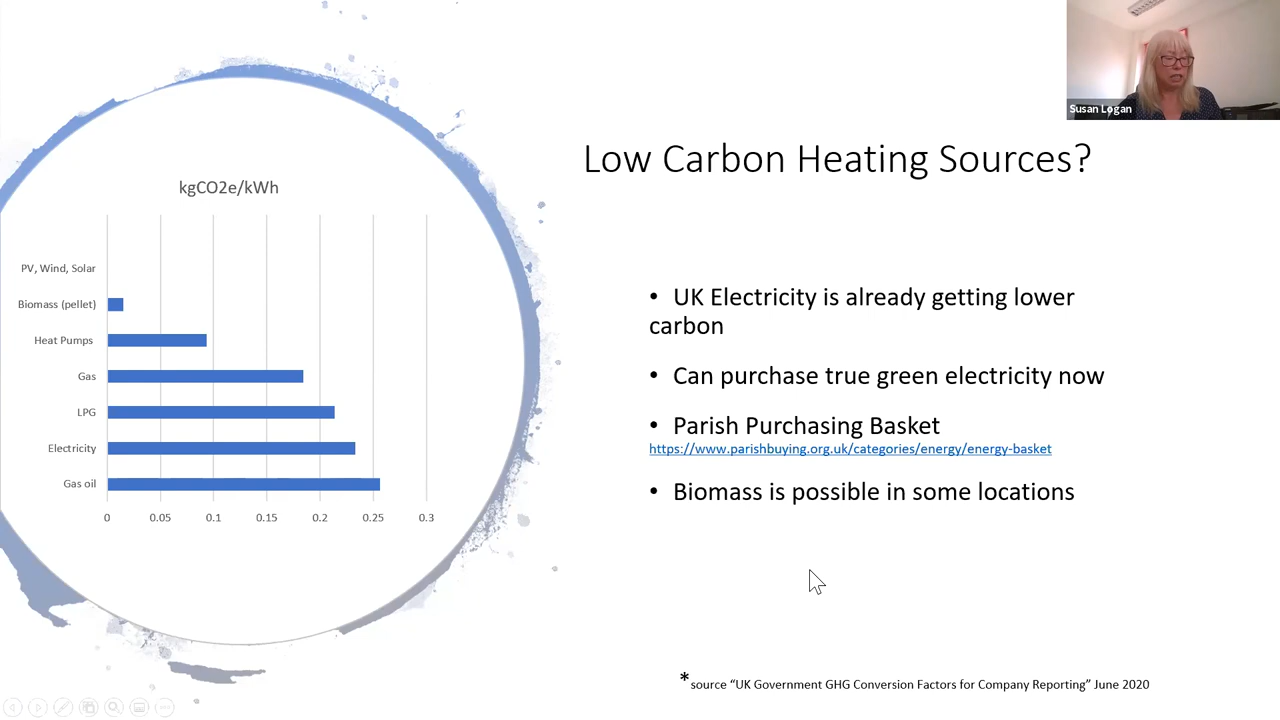 Susan Logan
Low Carbon Heating Sources?
kgCO2e/kWh
PV, Wind, Solar
Biomass (pellet)
Heat Pumps
Gas
LPG
Electricity
Gas oil
0 0.05 0.1 0.15 0.2 0.25 0.3
• UK Electricity is already getting lower
carbon
• Can purchase true green electricity now
• Parish Purchasing Basket
https://www.parishbuying.org.uk/categories/energy/energy-basket
• Biomass is possible in some locations
*source “UK Government GHG Conversion Factors for Company Reporting” June 2020